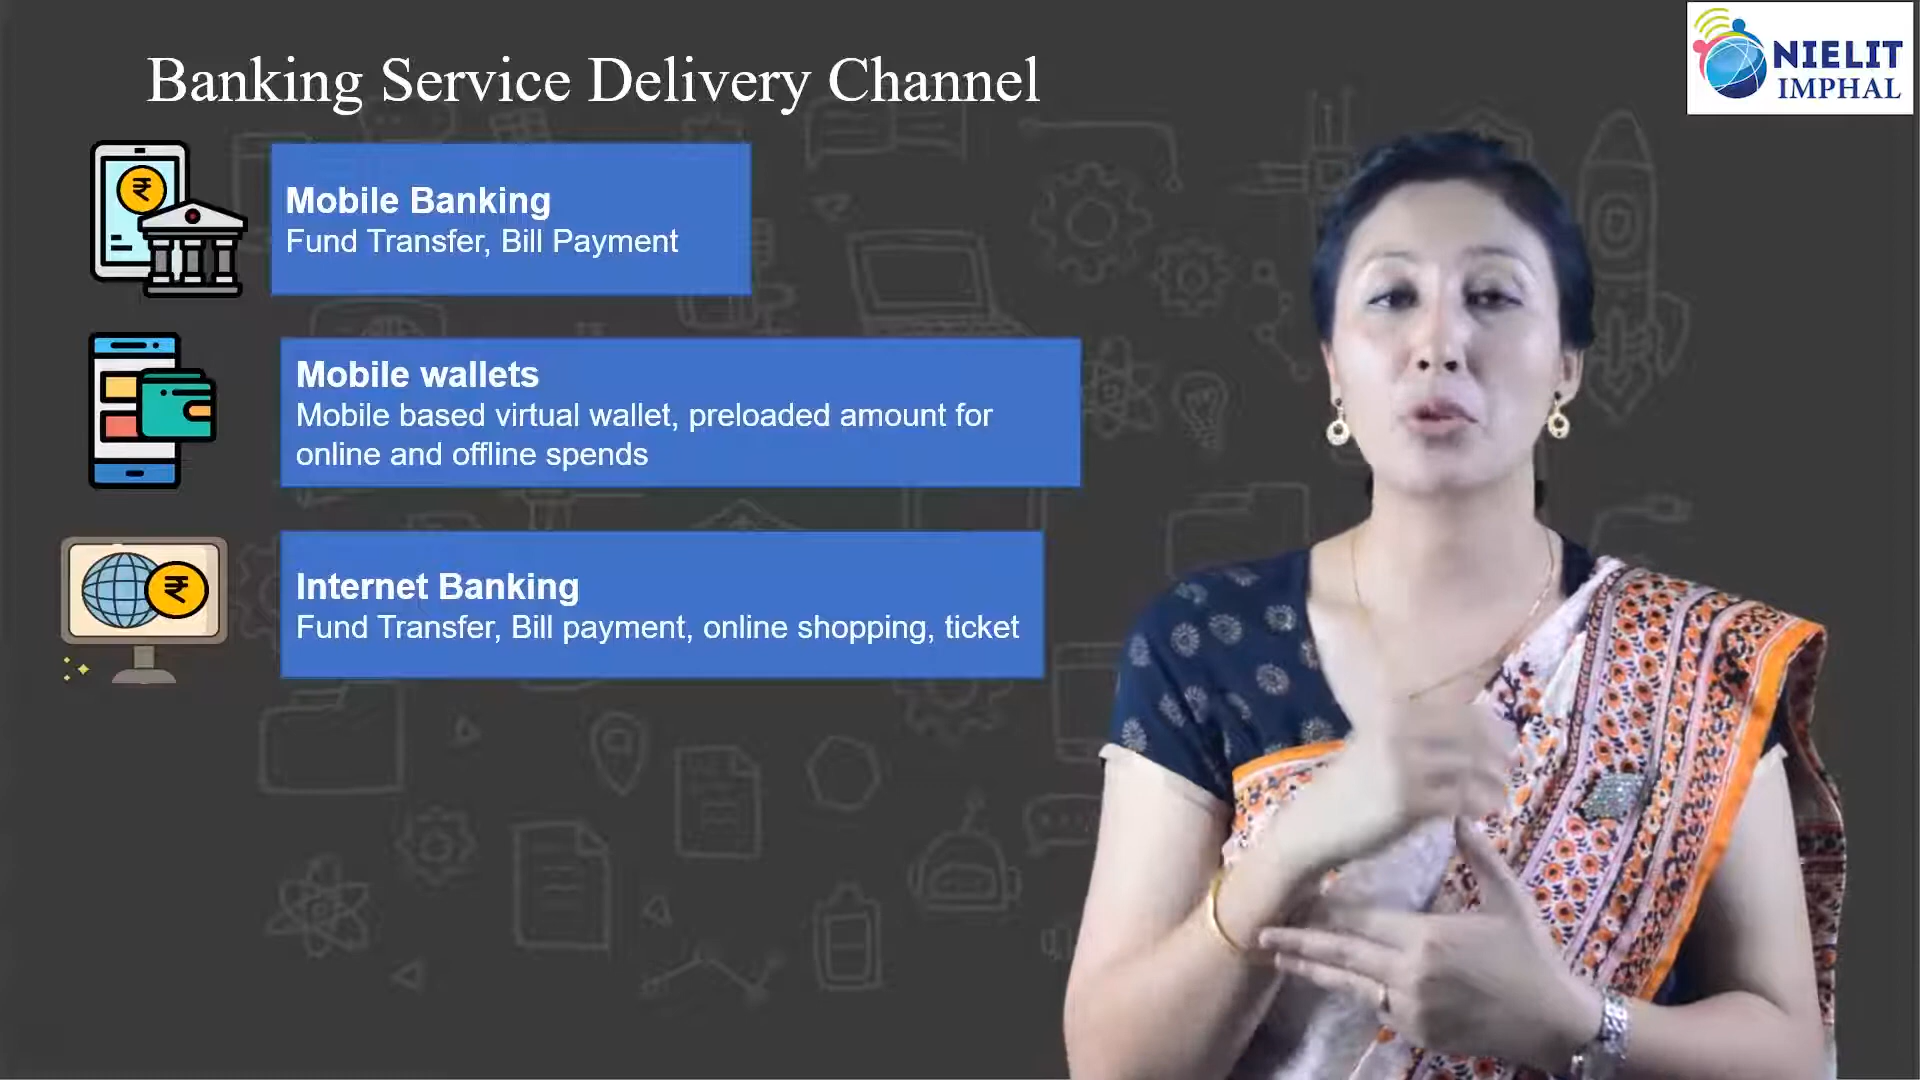 Banking Service Delivery Channel
NIELIT
IMPHAL
₹
Mobile Banking
Fund Transfer, Bill Payment
Mobile wallets
Mobile based virtual wallet, preloaded amount for
online and offline spends
₹
Internet Banking
Fund Transfer, Bill payment, online shopping, ticket